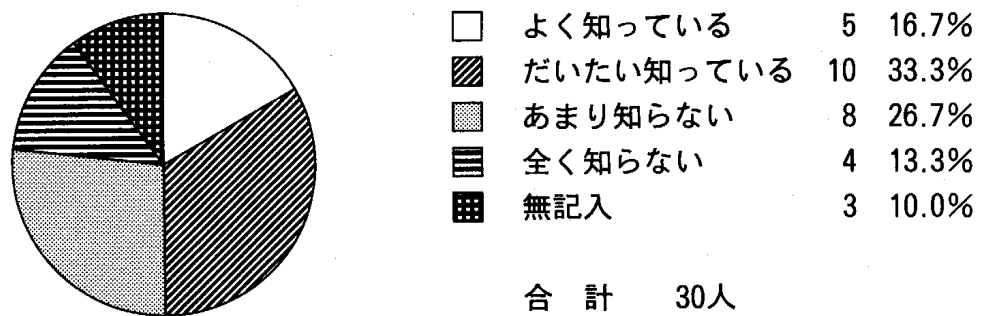 よく知っている 5 16.7%
だいたい知っている 10 33.3%
あまり知らない 8 26.7%
全く知らない 4 13.3%
無記入 3 10.0%
合 計 30人